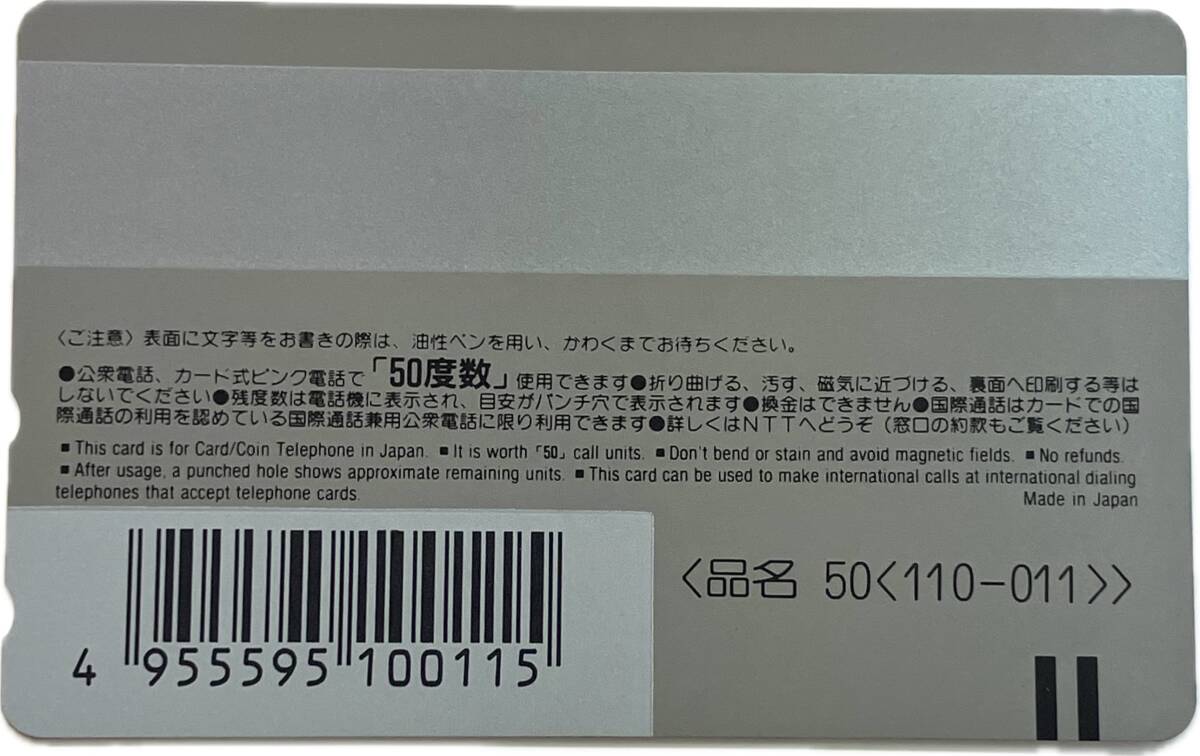 〈ご注意〉表面に文字等をお書きの際は、油性ペンを用い、かわくまでお待ちください。
●公衆電話、カード式ピンク電話で「50度数」使用できます●折り曲げる、汚す、磁気に近づける、裏面へ印刷する等は
しないでください●残度数は電話機に表示され、目安がパンチ穴で表示されます●換金はできません●国際通話はカードでの国
際通話の利用を認めている国際通話兼用公衆電話に限り利用できます●詳しくはNTTへどうぞ（窓口の約款もご覧ください）
■ This card is for Card/Coin Telephone in Japan. ■ It is worth「50」call units. ■ Don't bend or stain and avoid magnetic fields. ■ No refunds.
■ After usage, a punched hole shows approximate remaining units. ■ This card can be used to make international calls at international dialing
telephones that accept telephone cards.
Made in Japan
〈品名 50〈110-011〉〉
4 955595 100115